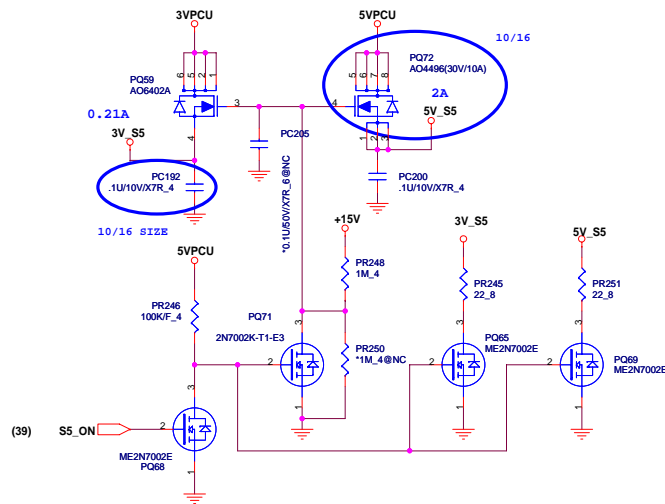 3VPCU
5VPCU
10/16
PQ59
AO6402A
6
5
2
1
3
4
PQ72
AO4496(30V/10A)
5
6
7
8
4
2A
5V_S5
1
2
3
0.21A
3V_S5
PC205
*0.1U/50V/X7R_6@NC
PC192
.1U/10V/X7R_4
PC200
.1U/10V/X7R_4
10/16 SIZE
5VPCU
+15V
3V_S5
5V_S5
PR246
100K/F_4
PR248
1M_4
PR245
22_8
PR251
22_8
PQ71
2N7002K-T1-E3
3
2
1
PR250
*1M_4@NC
PQ65
ME2N7002E
3
2
1
PQ69
ME2N7002E
3
2
1
(39)
S5_ON
3
2
1
ME2N7002E
PQ68